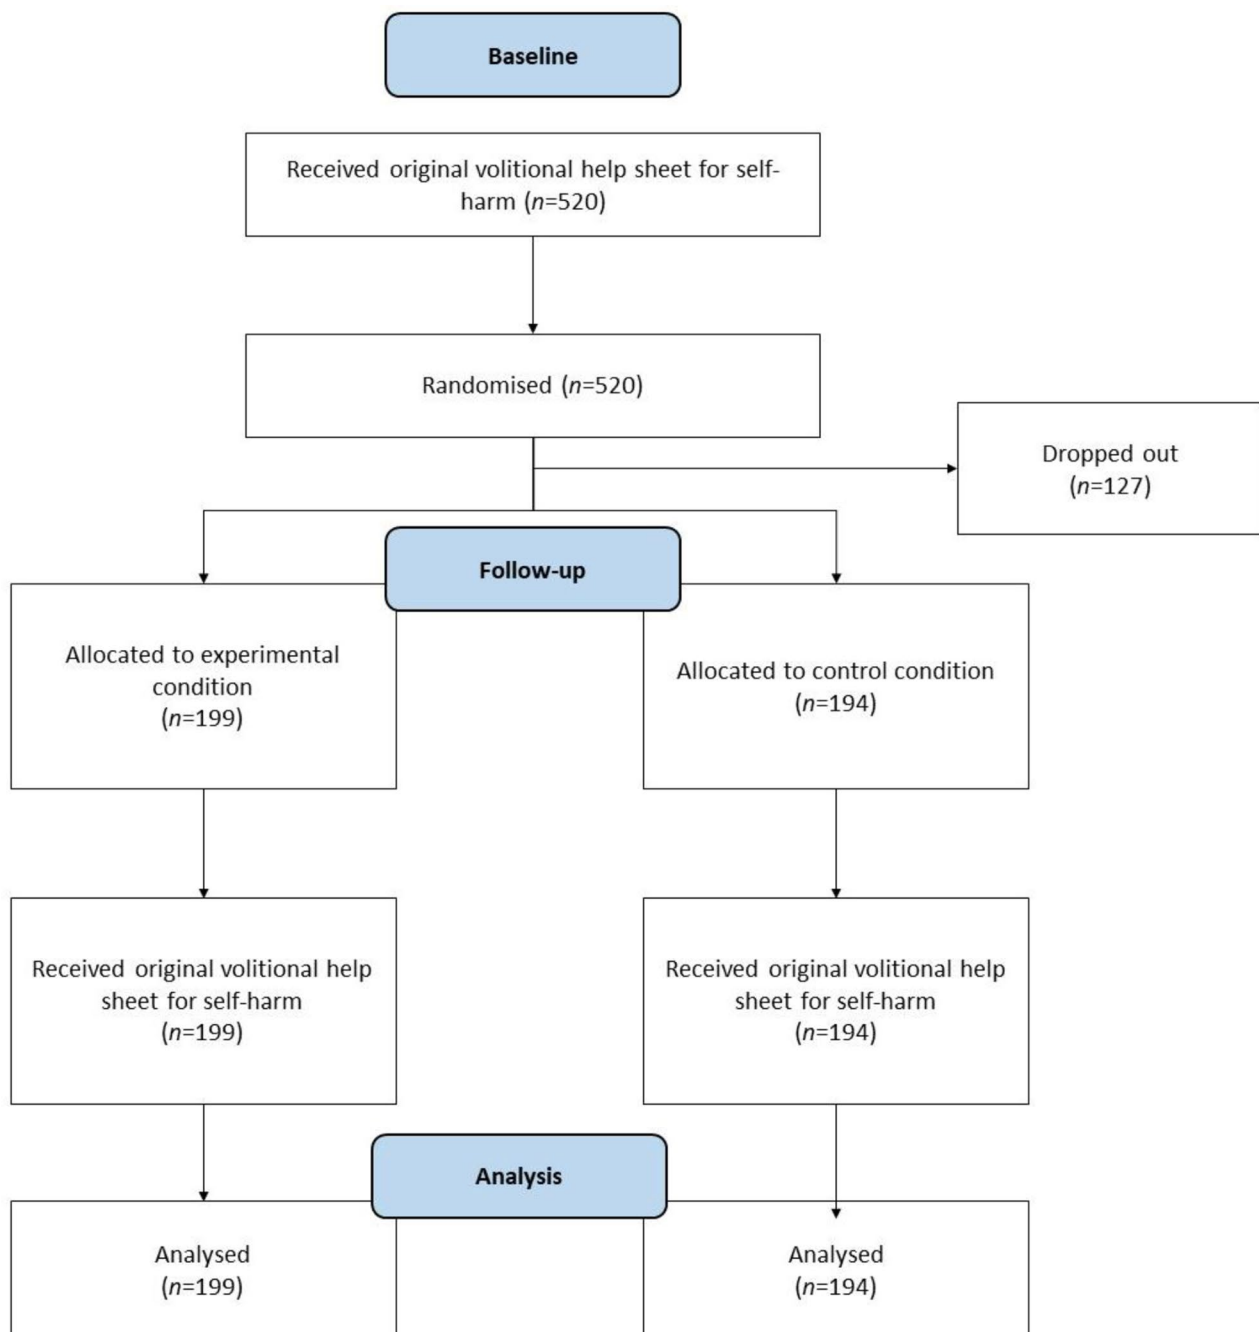 Baseline
Received original volitional help sheet for self-
harm (n=520)
Randomised (n=520)
Dropped out
(n=127)
Follow-up
Allocated to experimental
condition
(n=199)
Allocated to control condition
(n=194)
Received original volitional help
sheet for self-harm
(n=199)
Received original volitional help
sheet for self-harm
(n=194)
Analysis
Analysed
(n=199)
Analysed
(n=194)